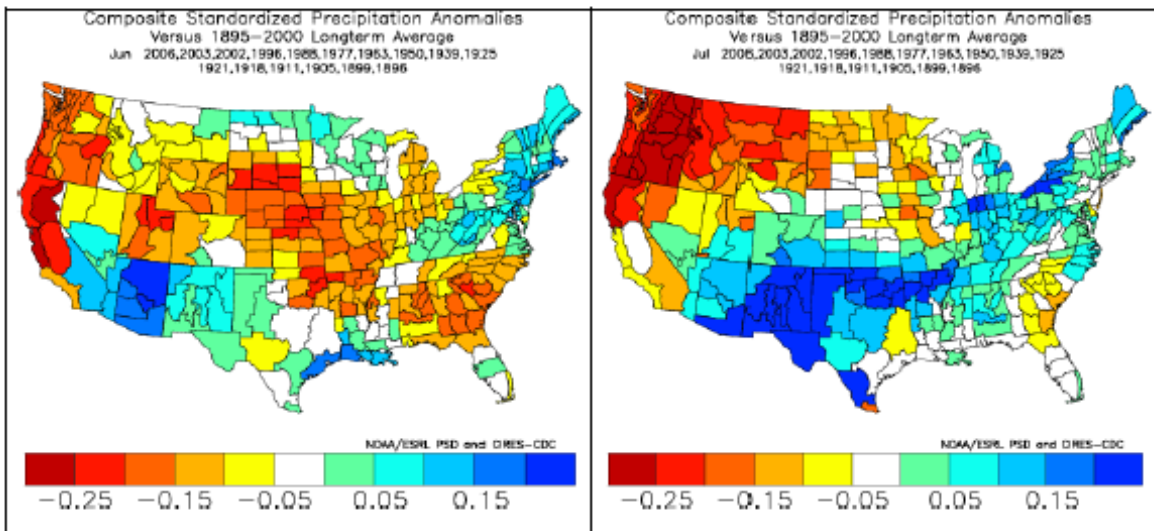 Composite Standardized Precipitation Anomalies
Versus 1895-2000 Longterm Average
Jun 2006,2003,2002,1996,1988,1977,1963,1950,1939,1925
1921,1918,1911,1905,1899,1896
NOAA/ESRL PSD and CIRES-CDC
-0.25 -0.15 -0.05 0.05 0.15
Composite Standardized Precipitation Anomalies
Versus 1895-2000 Longterm Average
Jul 2006,2003,2002,1996,1988,1977,1963,1950,1939,1925
1921,1918,1911,1905,1899,1896
NOAA/ESRL PSD and CIRES-CDC
-0.25 -0.15 -0.05 0.05 0.15